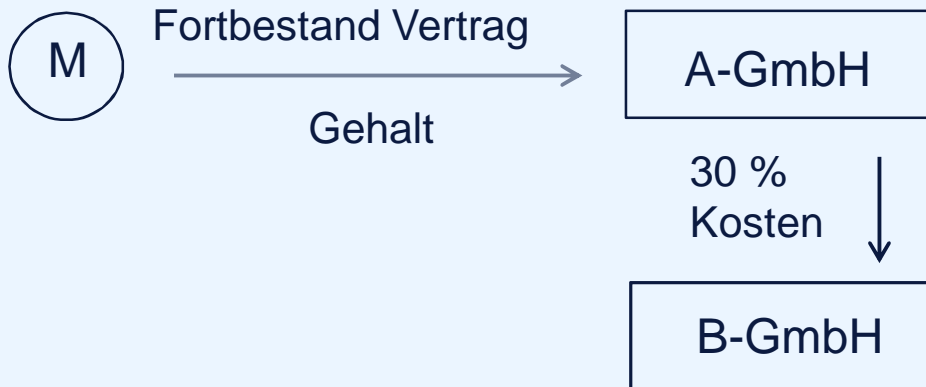 M
Fortbestand Vertrag
Gehalt
A-GmbH
30 %
Kosten
B-GmbH